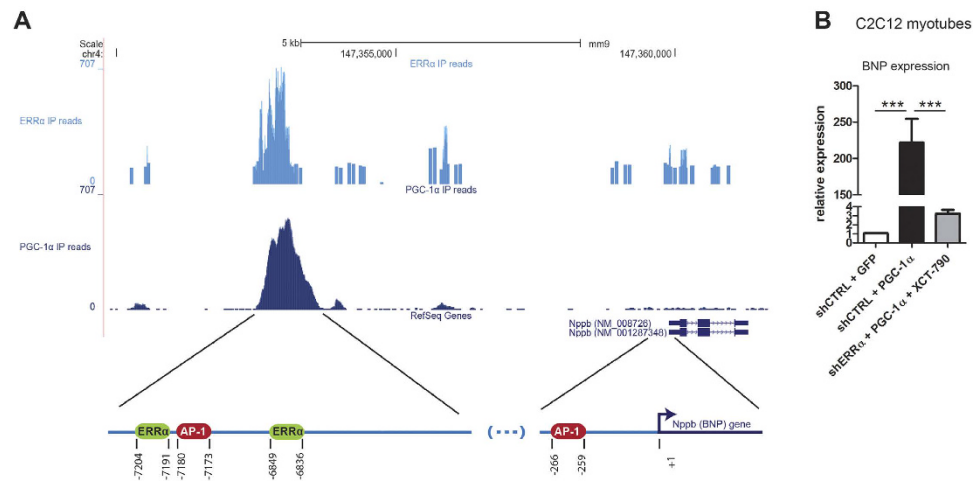 A
Scale
chr4:
5 kb
mm9
147,355,000
147,360,000
707
ERRα IP reads
ERRα IP reads
0
707
PGC-1α IP reads
PGC-1α IP reads
0
RefSeq Genes
Nppb (NM_008726)
Nppb (NM_001287348)
ERRα
AP-1
ERRα
(----)
AP-1
Nppb (BNP) gene
-7204
-7191
-7180
-7173
-6849
-6836
-266
-259
+1
B
C2C12 myotubes
BNP expression
relative expression
300
250
200
150
4
3
2
1
0
***
***
shCTRL + GFP
shCTRL + PGC-1α
shERRα + PGC-1α + XCT-790